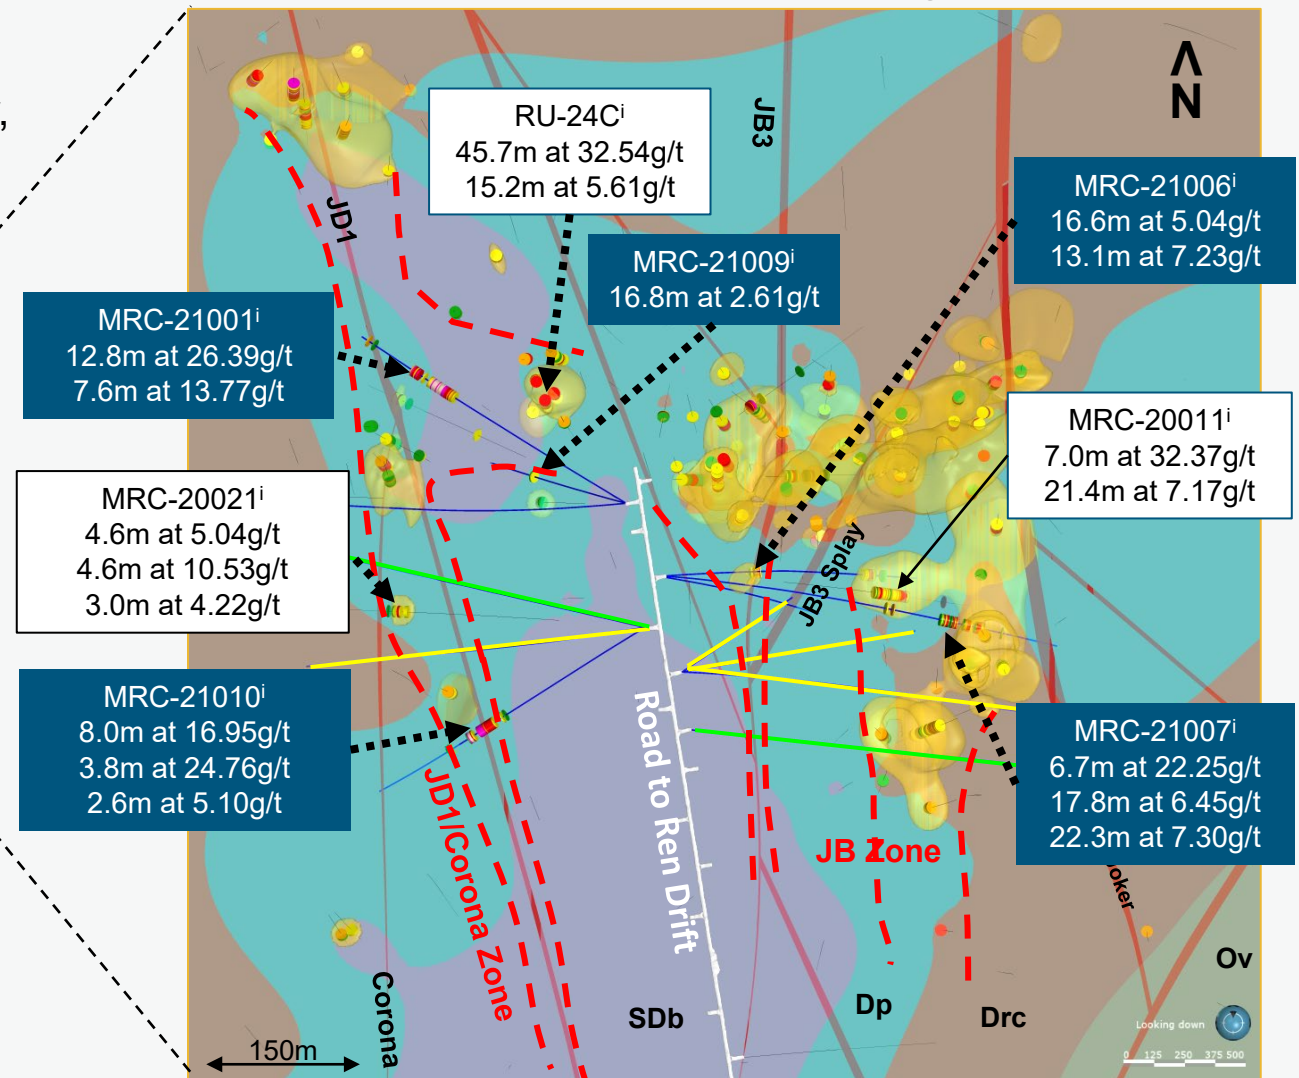 ,
Λ
N
RU-24Cⁱ
45.7m at 32.54g/t
15.2m at 5.61g/t
JB3
MRC-21006ⁱ
16.6m at 5.04g/t
13.1m at 7.23g/t
JD1
MRC-21009ⁱ
16.8m at 2.61g/t
MRC-21001ⁱ
12.8m at 26.39g/t
7.6m at 13.77g/t
MRC-20011ⁱ
7.0m at 32.37g/t
21.4m at 7.17g/t
MRC-20021ⁱ
4.6m at 5.04g/t
4.6m at 10.53g/t
3.0m at 4.22g/t
JB3 Splay
MRC-21010ⁱ
8.0m at 16.95g/t
3.8m at 24.76g/t
2.6m at 5.10g/t
Road to Ren Drift
MRC-21007ⁱ
6.7m at 22.25g/t
17.8m at 6.45g/t
22.3m at 7.30g/t
JD1/Corona Zone
JB Zone
Corona
SDb
Dp
Drc
Ov
Looking down
150m
0 125 250 375 500